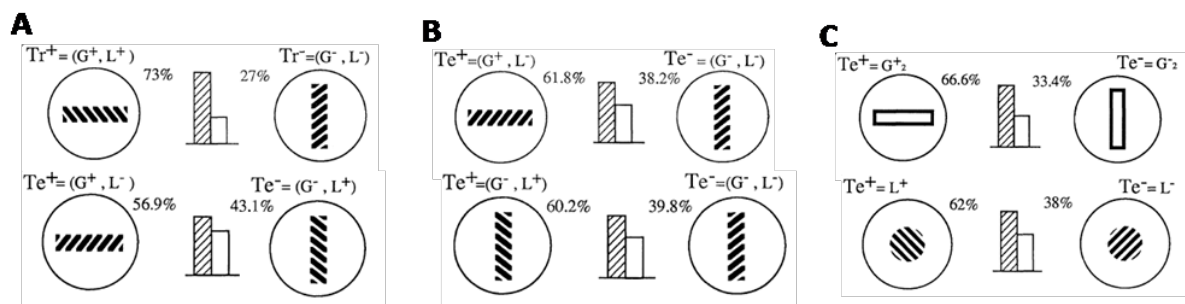 A
Tr+=(G+, L+) 73% 27% Tr-=(G-, L-)
Te+=(G+, L-) 56.9% 43.1% Te-=(G-, L+)
B
Te+=(G+, L-) 61.8% 38.2% Te-=(G-, L-)
Te+=(G-, L+) 60.2% 39.8% Te-=(G-, L-)
C
Te+=G+2 66.6% 33.4% Te-=G-2
Te+=L+ 62% 38% Te-=L-